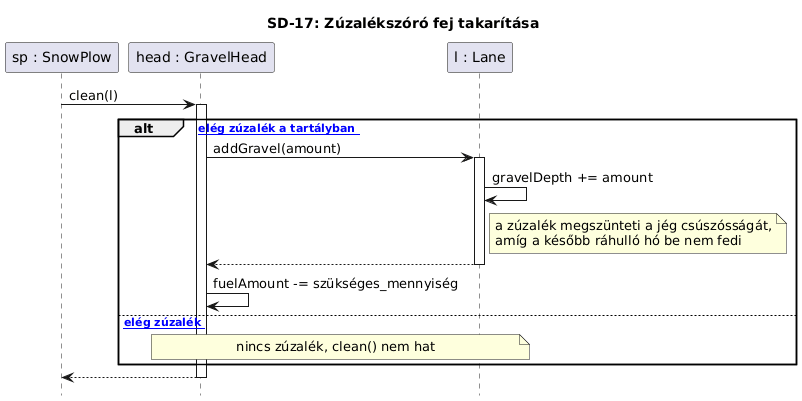 SD-17: Zúzalékszóró fej takarítása
sp : SnowPlow
head : GravelHead
l : Lane
clean(l)
alt
elég zúzalék a tartályban
addGravel(amount)
gravelDepth += amount
a zúzalék megszünteti a jég csúszósságát,
amíg a később ráhulló hó be nem fedi
fuelAmount -= szükséges_mennyiség
elég zúzalék
nincs zúzalék, clean() nem hat